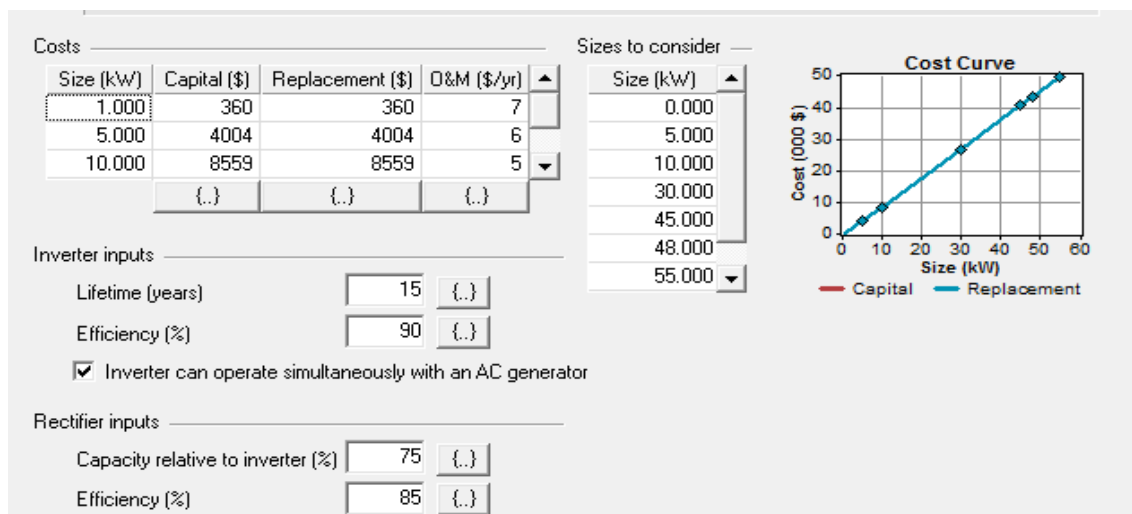 Costs
Size (kW) Capital ($) Replacement ($) O&M ($/yr)
1.000 360 360 7
5.000 4004 4004 6
10.000 8559 8559 5
{..} {..} {..}
Sizes to consider
Size (kW)
0.000
5.000
10.000
30.000
45.000
48.000
55.000
Cost Curve
Cost (000 $)
50
40
30
20
10
0
0 10 20 30 40 50 60
Size (kW)
Capital Replacement
Inverter inputs
Lifetime (years) 15 {..}
Efficiency (%) 90 {..}
Inverter can operate simultaneously with an AC generator
Rectifier inputs
Capacity relative to inverter (%) 75 {..}
Efficiency (%) 85 {..}